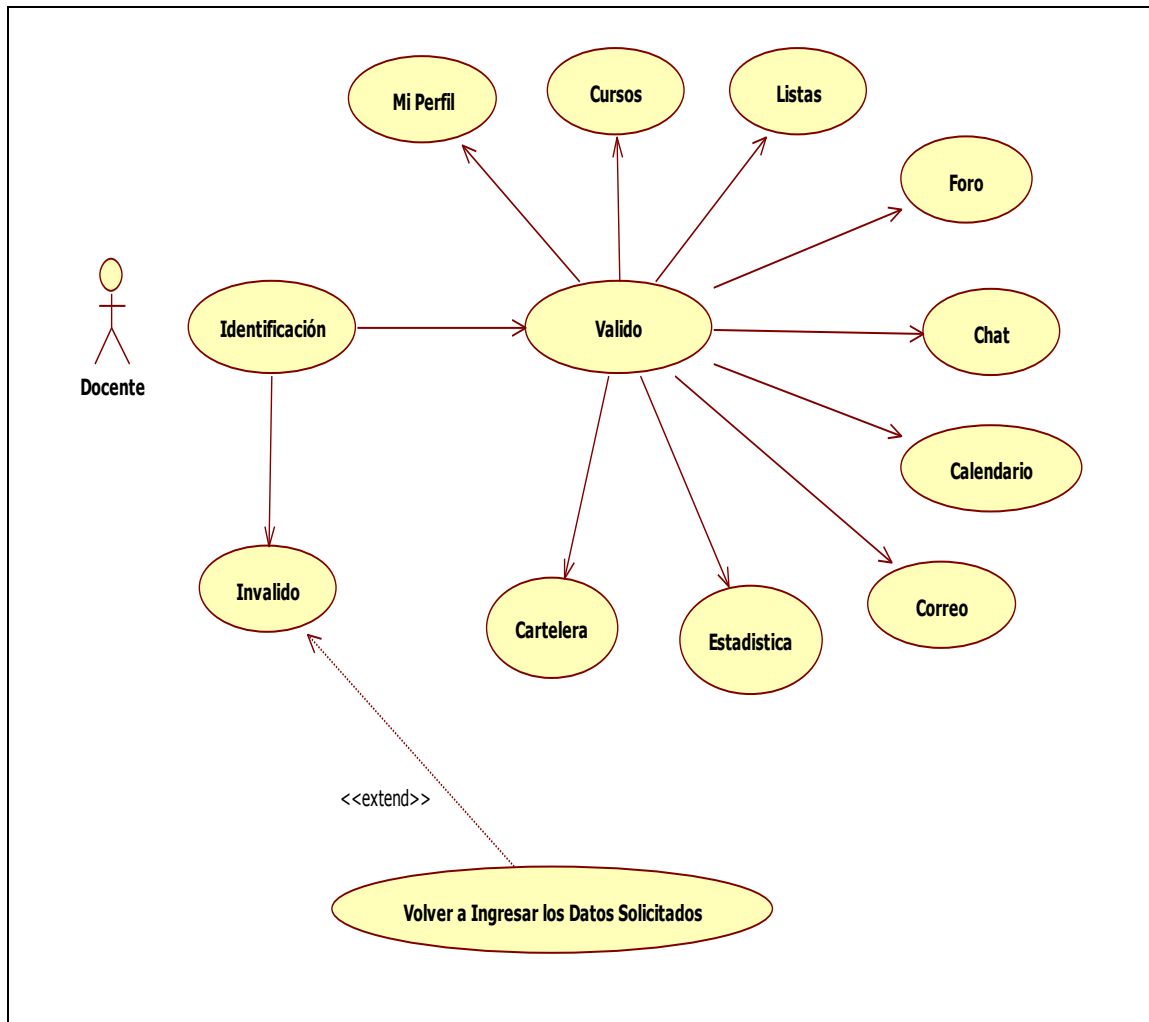 Mi Perfil
Cursos
Listas
Foro
Docente
Identificación
Valido
Chat
Calendario
Invalido
Cartelera
Estadistica
Correo
<<extend>>
Volver a Ingresar los Datos Solicitados